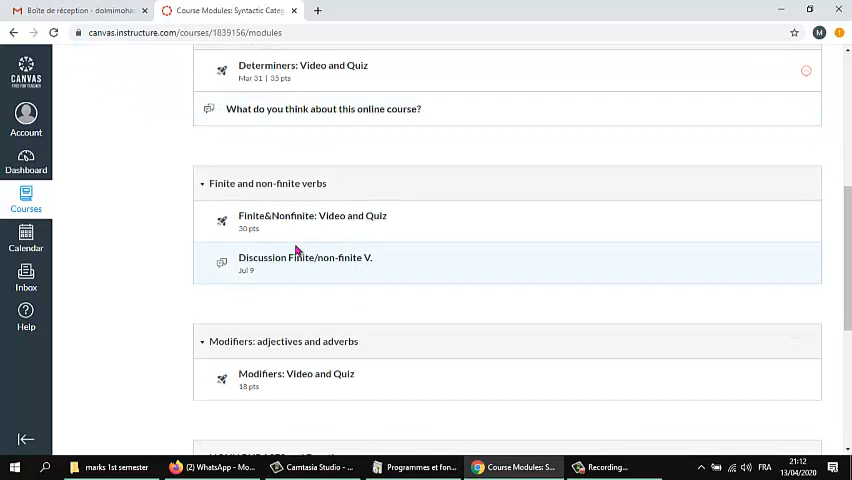 Boîte de réception - dolmimoha
Course Modules: Syntactic Categ
canvas.instructure.com/courses/1839156/modules
M
CANVAS
FREE FOR TEACHER
Account
Dashboard
Courses
Calendar
Inbox
Help
Determiners: Video and Quiz
Mar 31 | 35 pts
What do you think about this online course?
Finite and non-finite verbs
Finite&Nonfinite: Video and Quiz
30 pts
Discussion Finite/non-finite V.
Jul 9
Modifiers: adjectives and adverbs
Modifiers: Video and Quiz
18 pts
marks 1st semester
(2) WhatsApp - Mo...
Camtasia Studio - ...
Programmes et fon...
Course Modules: S...
Recording...
FRA
21:12
13/04/2020